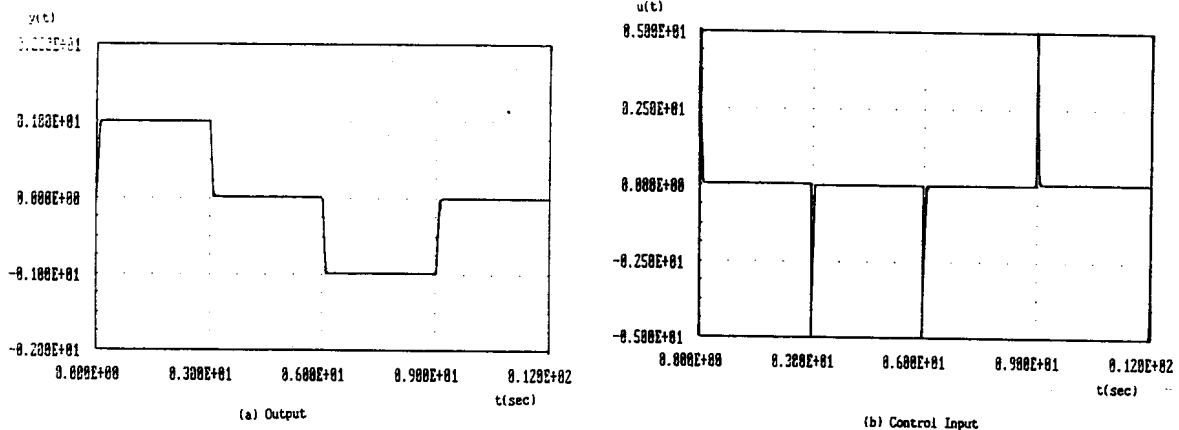 y(t)
0.200E+01
0.100E+01
0.000E+00
-0.100E+01
-0.200E+01
0.000E+00 0.300E+01 0.600E+01 0.900E+01 0.120E+02
t(sec)
(a) Output
u(t)
0.500E+01
0.250E+01
0.000E+00
-0.250E+01
-0.500E+01
0.000E+00 0.300E+01 0.600E+01 0.900E+01 0.120E+02
t(sec)
(b) Control Input